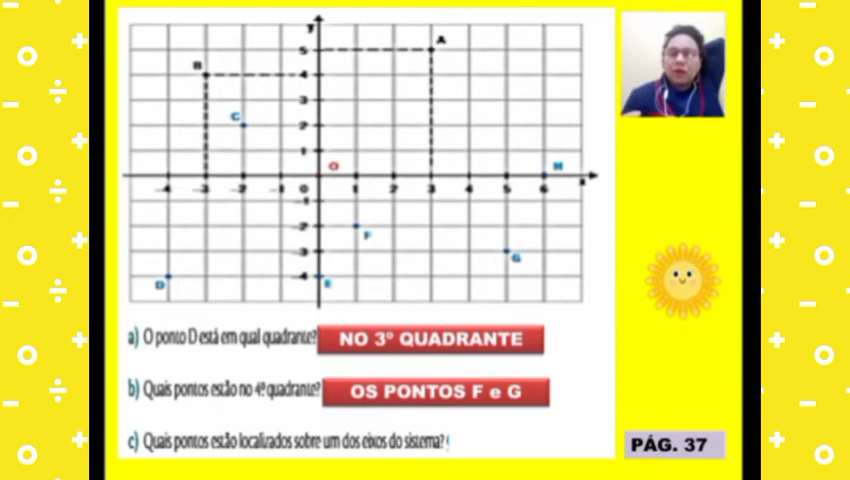 y
5 A
B 4
3
C 2
1
O H
-4 -3 -2 -1 0 1 2 3 4 5 6 x
-1
-2 F
-3 G
D -4 E
a) O ponto D está em qual quadrante? NO 3º QUADRANTE
b) Quais pontos estão no 4º quadrante? OS PONTOS F e G
c) Quais pontos estão localizados sobre um dos eixos do sistema?
PÁG. 37